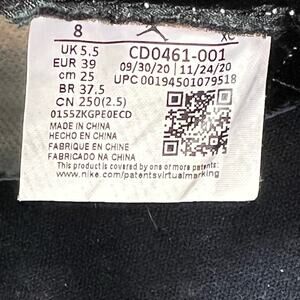 8 XC
UK 5.5 CD0461-001
EUR 39 09/30/20 || 11/24/20
cm 25 UPC 00194501079518
BR 37.5
CN 250(2.5)
0155ZKGPE0ECD
MADE IN CHINA
HECHO EN CHINA
FABRIQUE EN CHINE
FABRICADO NA CHINA
This product is covered by one or more patents:
www.nike.com/patentsvirtualmarking